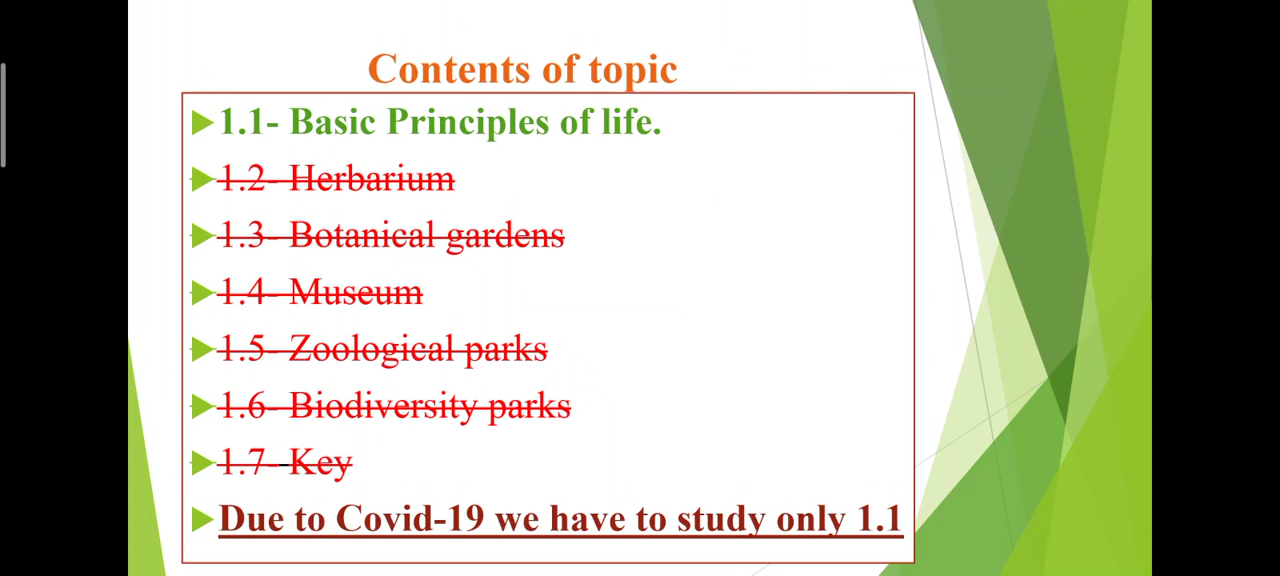 Contents of topic
1.1- Basic Principles of life.
1.2- Herbarium
1.3- Botanical gardens
1.4- Museum
1.5- Zoological parks
1.6- Biodiversity parks
1.7- Key
Due to Covid-19 we have to study only 1.1